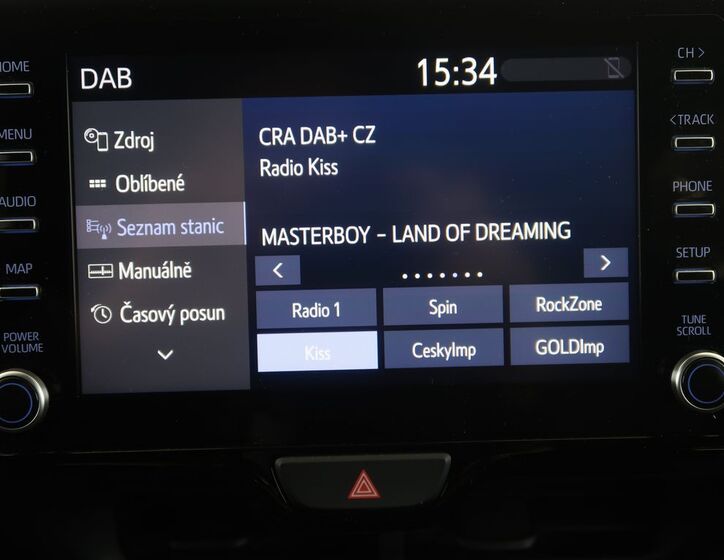 HOME
MENU
AUDIO
MAP
POWER
VOLUME
DAB
15:34
Zdroj
Oblíbené
Seznam stanic
Manuálně
Časový posun
CRA DAB+ CZ
Radio Kiss
MASTERBOY - LAND OF DREAMING
< >
Radio 1 Spin RockZone
Kiss CeskyImp GOLDImp
CH >
< TRACK
PHONE
SETUP
TUNE
SCROLL